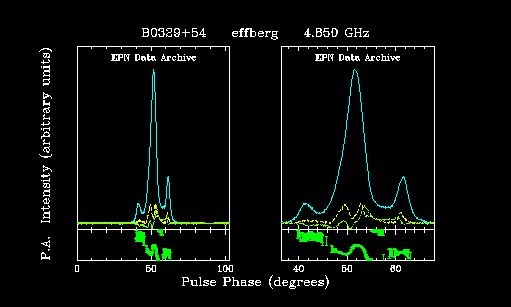 B0329+54 effberg 4.850 GHz
EPN Data Archive EPN Data Archive
P.A. Intensity (arbitrary units)
0 50 100 40 60 80
Pulse Phase (degrees)